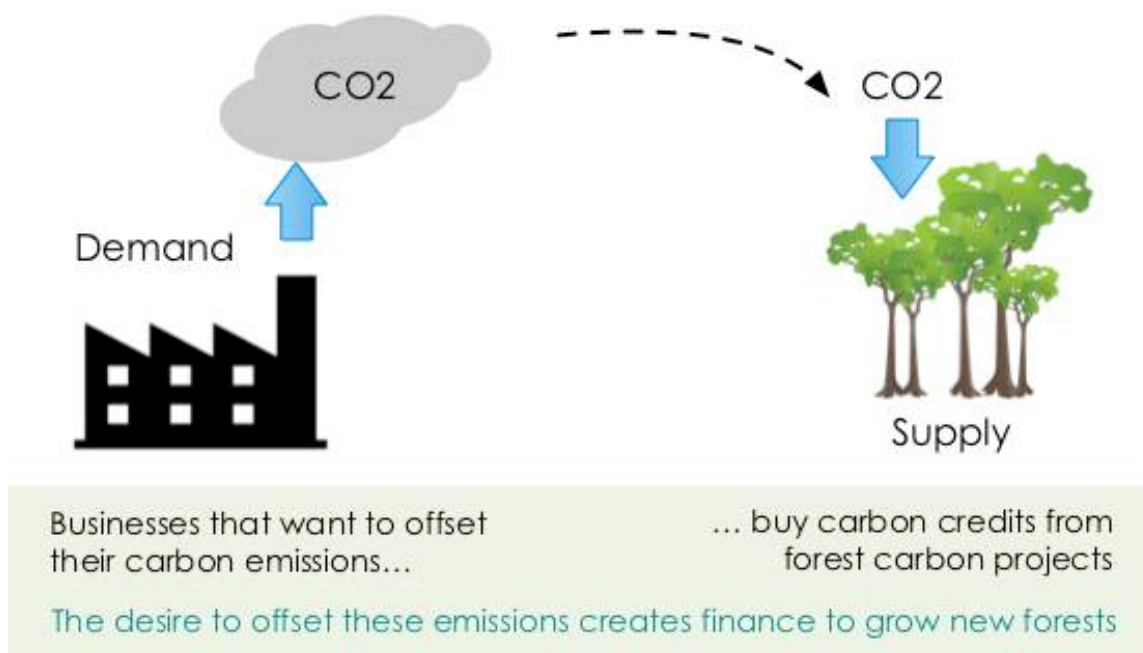 CO2
CO2
Demand
Supply
Businesses that want to offset
their carbon emissions...
... buy carbon credits from
forest carbon projects
The desire to offset these emissions creates finance to grow new forests